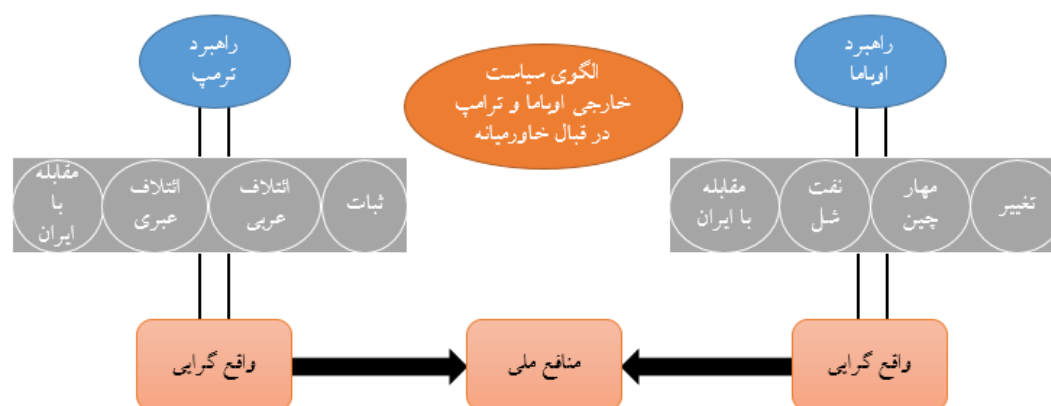 راهبرد
اوباما
الگوی سیاست
خارجی اوباما و ترامپ
در قبال خاورمیانه
راهبرد
ترمپ
تغییر
مهار
چین
نفت
شل
مقابله
با ایران
ثبات
ائتلاف
عربی
ائتلاف
عبری
مقابله
با
ایران
واقع گرایی
منافع ملی
واقع گرایی